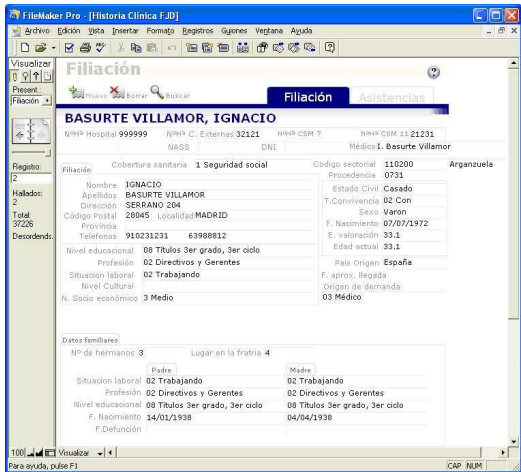 FileMaker Pro - [Historia Clinica FJD]
Archivo Edición Vista Insertar Formato Registros Guiones Ventana Ayuda
Visualizar
Present.:
Filiación
Registro:
2
Hallados:
2
Total:
37226
Desordends.
Filiación
Nuevo Borrar Buscar
Filiación Asistencias
BASURTE VILLAMOR, IGNACIO
NºHª Hospital 999999 NºHª C. Externas 32121 NºHª CSM 7 NºHª CSM 11 21231
NASS DNI Médico I. Basurte Villamor
Filiación Cobertura sanitaria 1 Seguridad social Codigo sectorial 110200 Arganzuela
Procedencia 0731
Nombre IGNACIO
Apellidos BASURTE VILLAMOR
Dirección SERRANO 204
Código Postal 28045 Localidad MADRID
Provincia
Telefonos 910231231 63988812
Estado Civil Casado
T.Convivencia 02 Con
Sexo Varon
F. Nacimiento 07/07/1972
E. valoración 33.1
Edad actual 33.1
Nivel educacional 08 Titulos 3er grado, 3er ciclo
Profesión 02 Directivos y Gerentes
Situacion laboral 02 Trabajando
Nivel Cultural
N. Socio económico 3 Medio
Pais Origen España
F. aprox. llegada
Origen de demanda
03 Médico
Datos familiares
Nº de hermanos 3 Lugar en la fratria 4
Padre Madre
Situacion laboral 02 Trabajando 02 Trabajando
Profesión 02 Directivos y Gerentes 02 Directivos y Gerentes
Nivel educacional 08 Titulos 3er grado, 3er ciclo 08 Titulos 3er grado, 3er ciclo
F. Nacimiento 14/01/1938 04/04/1938
F.Defunción
100 Visualizar
Para ayuda, pulse F1 CAP NUM